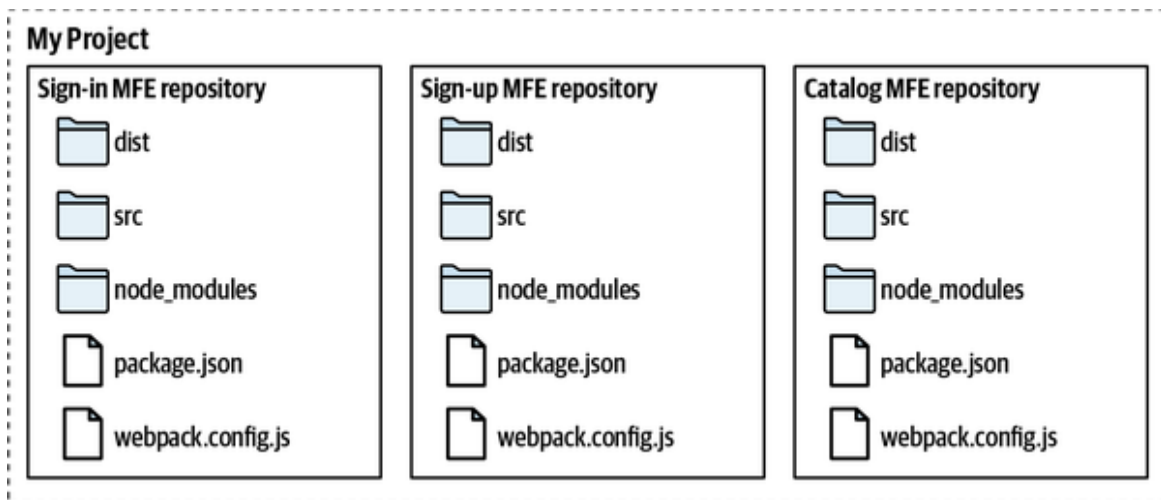 My Project
Sign-in MFE repository
dist
src
node_modules
package.json
webpack.config.js
Sign-up MFE repository
dist
src
node_modules
package.json
webpack.config.js
Catalog MFE repository
dist
src
node_modules
package.json
webpack.config.js